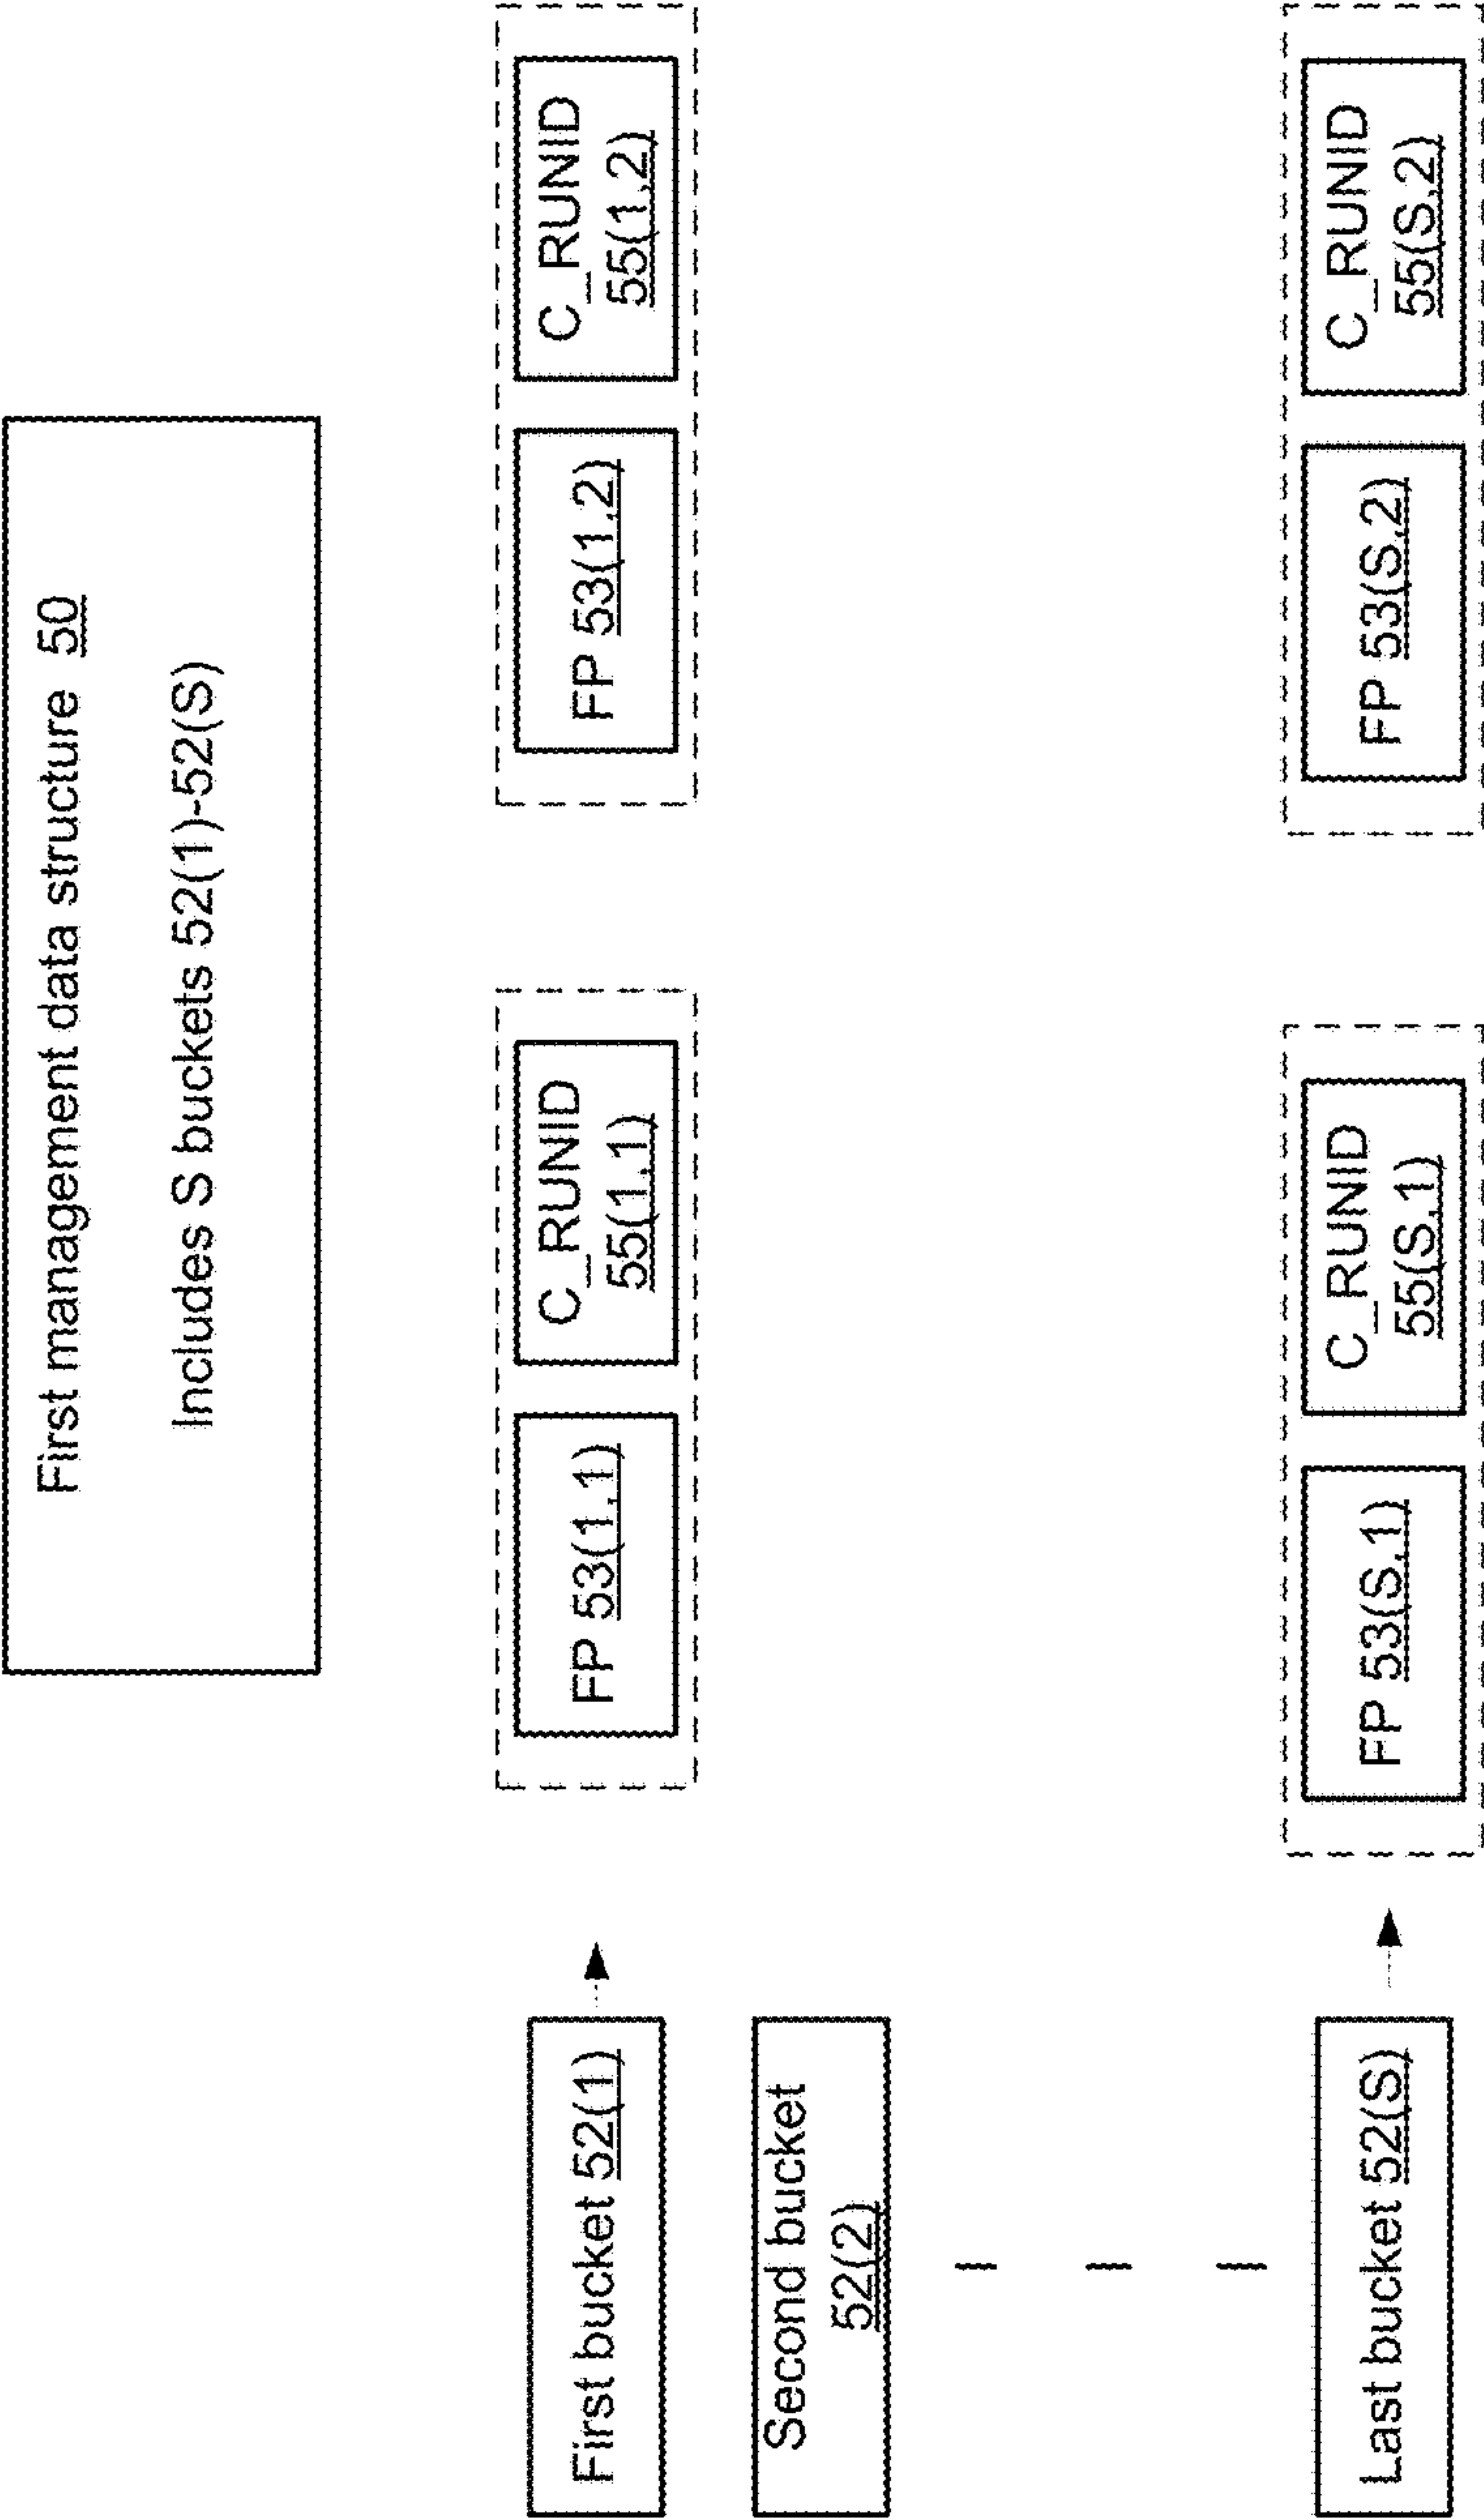 First management data structure 50
Includes S buckets 52(1)-52(S)
First bucket 52(1)
FP 53(1,1)
C_RUNID
55(1,1)
FP 53(1,2)
C_RUNID
55(1,2)
Second bucket
52(2)
Last bucket 52(S)
FP 53(S,1)
C_RUNID
55(S,1)
FP 53(S,2)
C_RUNID
55(S,2)